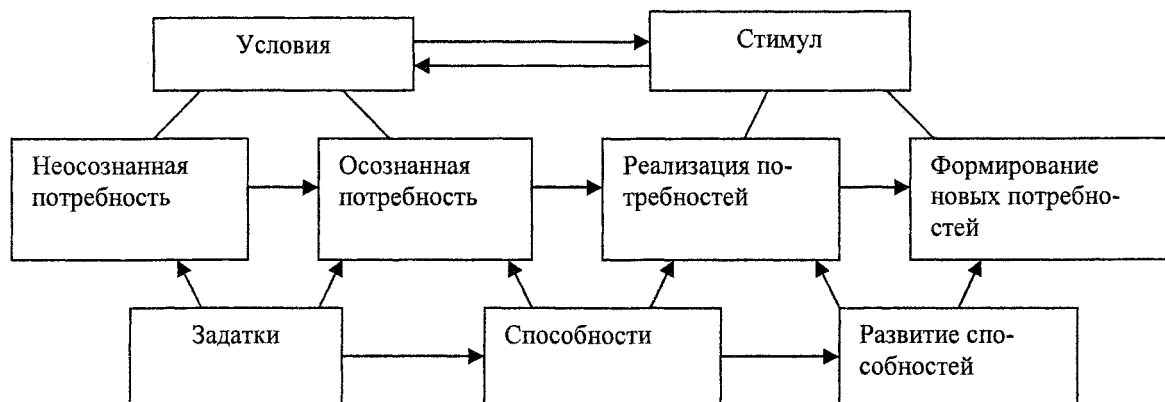 Условия
Стимул
Неосознанная
потребность
Осознанная
потребность
Реализация по-
требностей
Формирование
новых потребно-
стей
Задатки
Способности
Развитие спо-
собностей